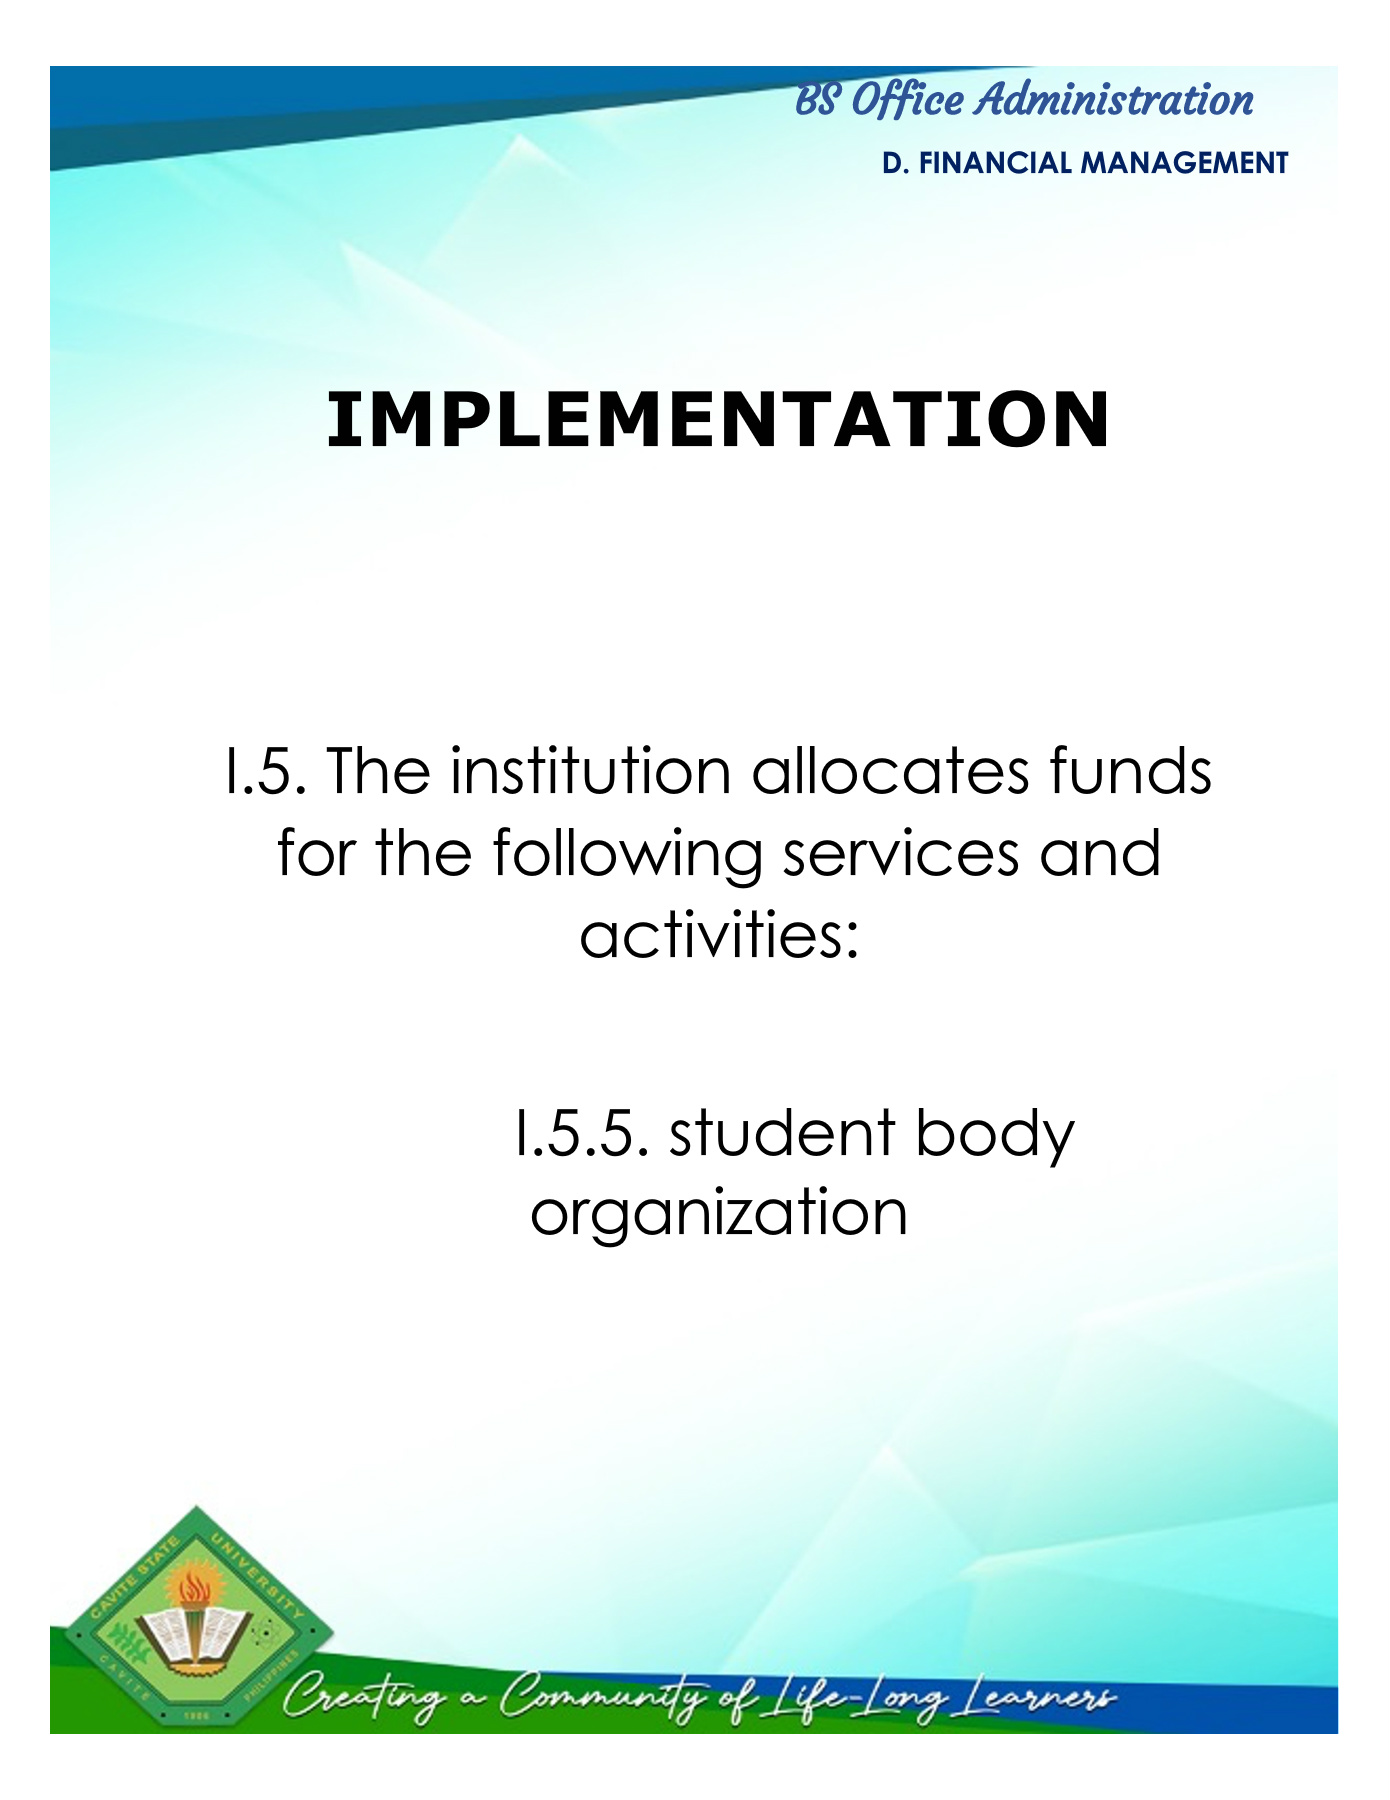 BS Office Administration
D. FINANCIAL MANAGEMENT
IMPLEMENTATION
I.5. The institution allocates funds
for the following services and
activities:
I.5.5. student body
organization
CAVITE STATE UNIVERSITY
CAVITE PHILIPPINES
1906
Creating a Community of Life-Long Learners